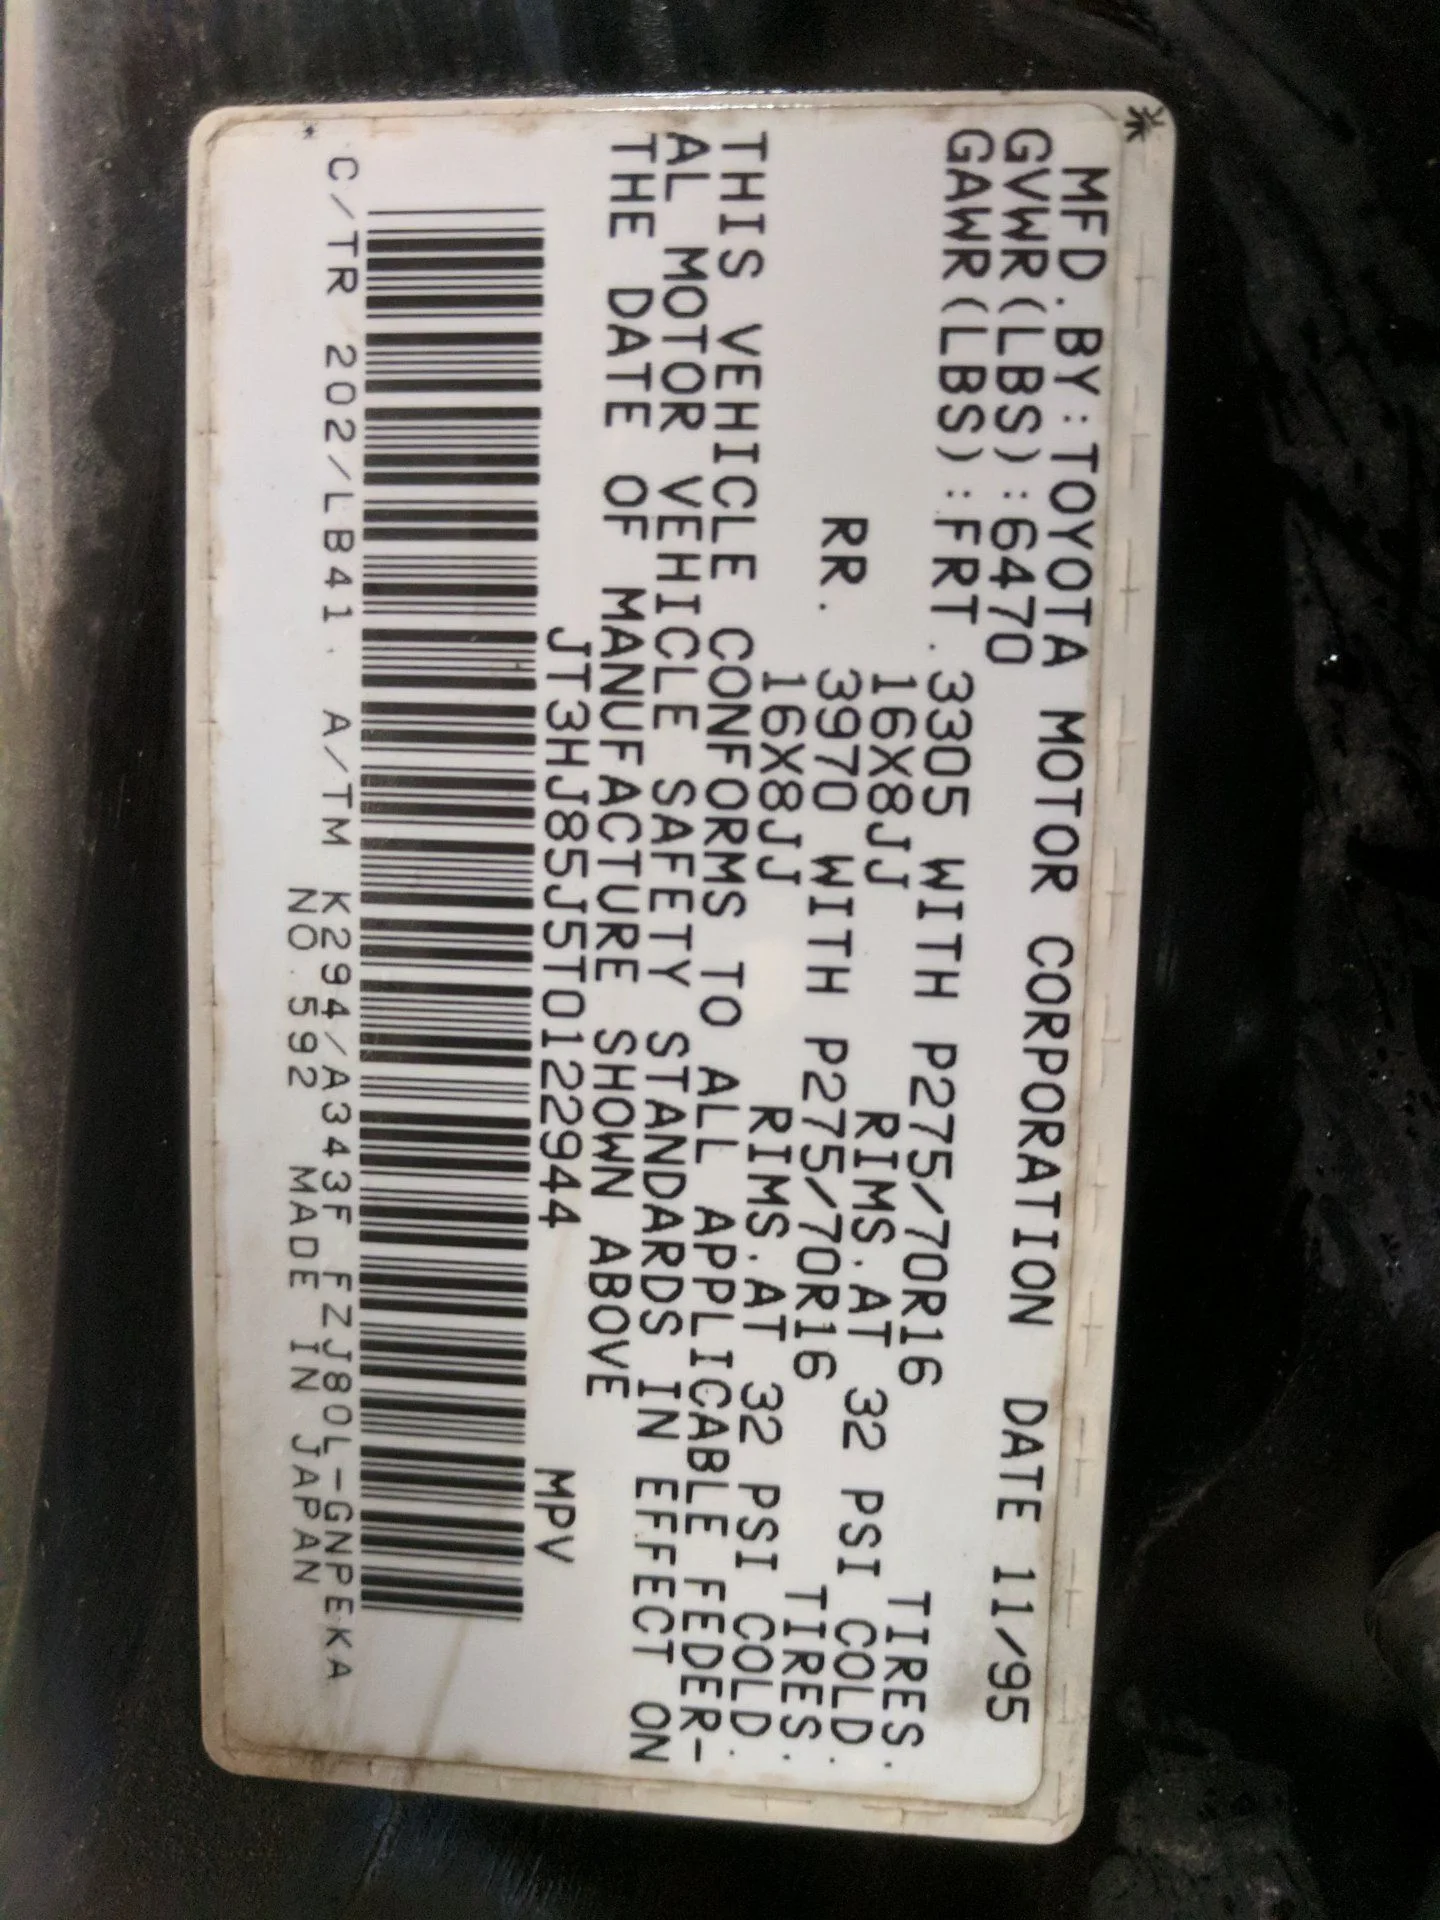 MFD.BY:TOYOTA MOTOR CORPORATION DATE 11/95
GVWR(LBS):6470
GAWR(LBS):FRT. 3305 WITH P275/70R16 TIRES.
16X8JJ RIMS.AT 32 PSI COLD.
RR. 3970 WITH P275/70R16 TIRES.
16X8JJ RIMS.AT 32 PSI COLD.
THIS VEHICLE CONFORMS TO ALL APPLICABLE FEDER-
AL MOTOR VEHICLE SAFETY STANDARDS IN EFFECT ON
THE DATE OF MANUFACTURE SHOWN ABOVE
JT3HJ85J5T0122944 MPV
C/TR 202/LB41. A/TM K294/A343F FZJ80L-GNPEKA
NO.592 MADE IN JAPAN